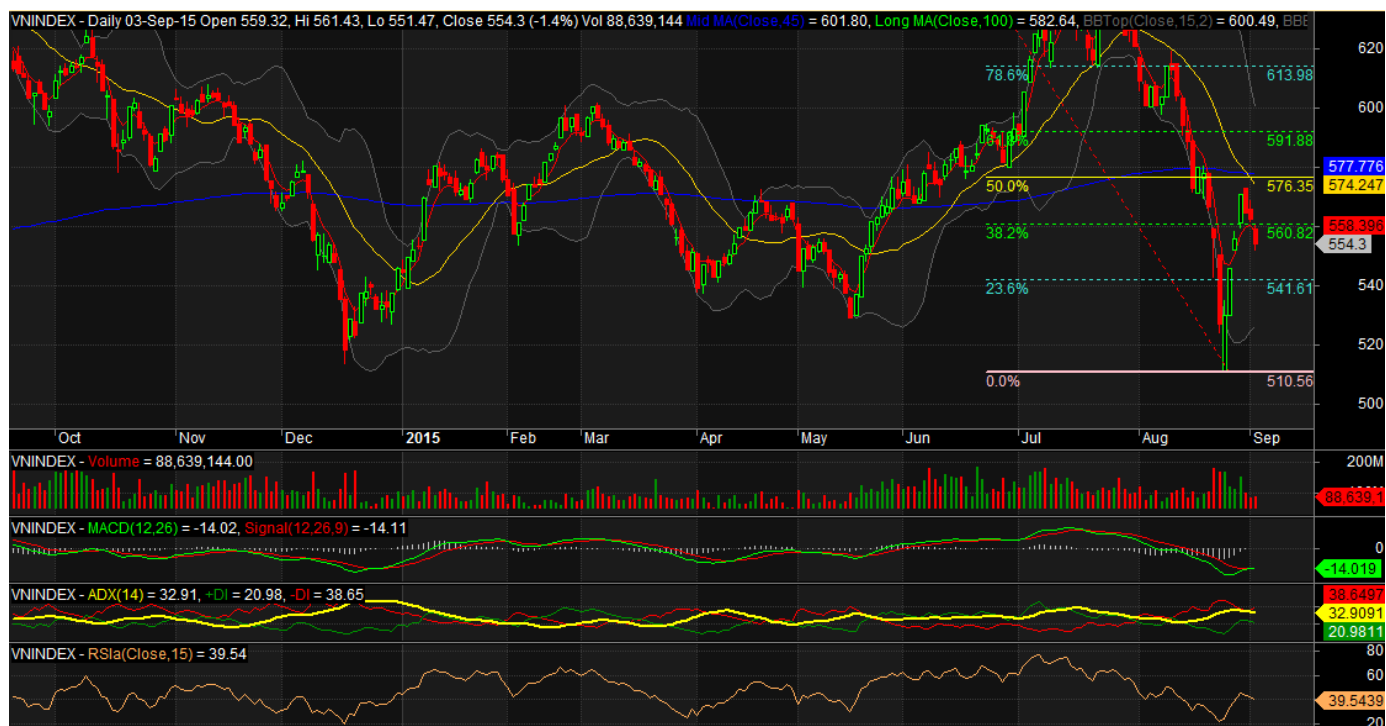 VNINDEX - Daily 03-Sep-15 Open 559.32, Hi 561.43, Lo 551.47, Close 554.3 (-1.4%) Vol 88,639,144 Mid MA(Close,45) = 601.80, Long MA(Close,100) = 582.64, BBTop(Close,15,2) = 600.49, BBE
620
78.6%
613.98
600
61.8%
591.88
577.776
50.0%
576.35
574.247
558.396
38.2%
560.82
554.3
23.6%
541.61
540
520
0.0%
510.56
500
Oct
Nov
Dec
2015
Feb
Mar
Apr
May
Jun
Jul
Aug
Sep
VNINDEX - Volume = 88,639,144.00
200M
88,639,1
VNINDEX - MACD(12,26) = -14.02, Signal(12,26,9) = -14.11
0
-14.019
VNINDEX - ADX(14) = 32.91, +DI = 20.98, -DI = 38.65
38.6497
32.9091
20.9811
VNINDEX - RSIa(Close,15) = 39.54
80
60
39.5439
20